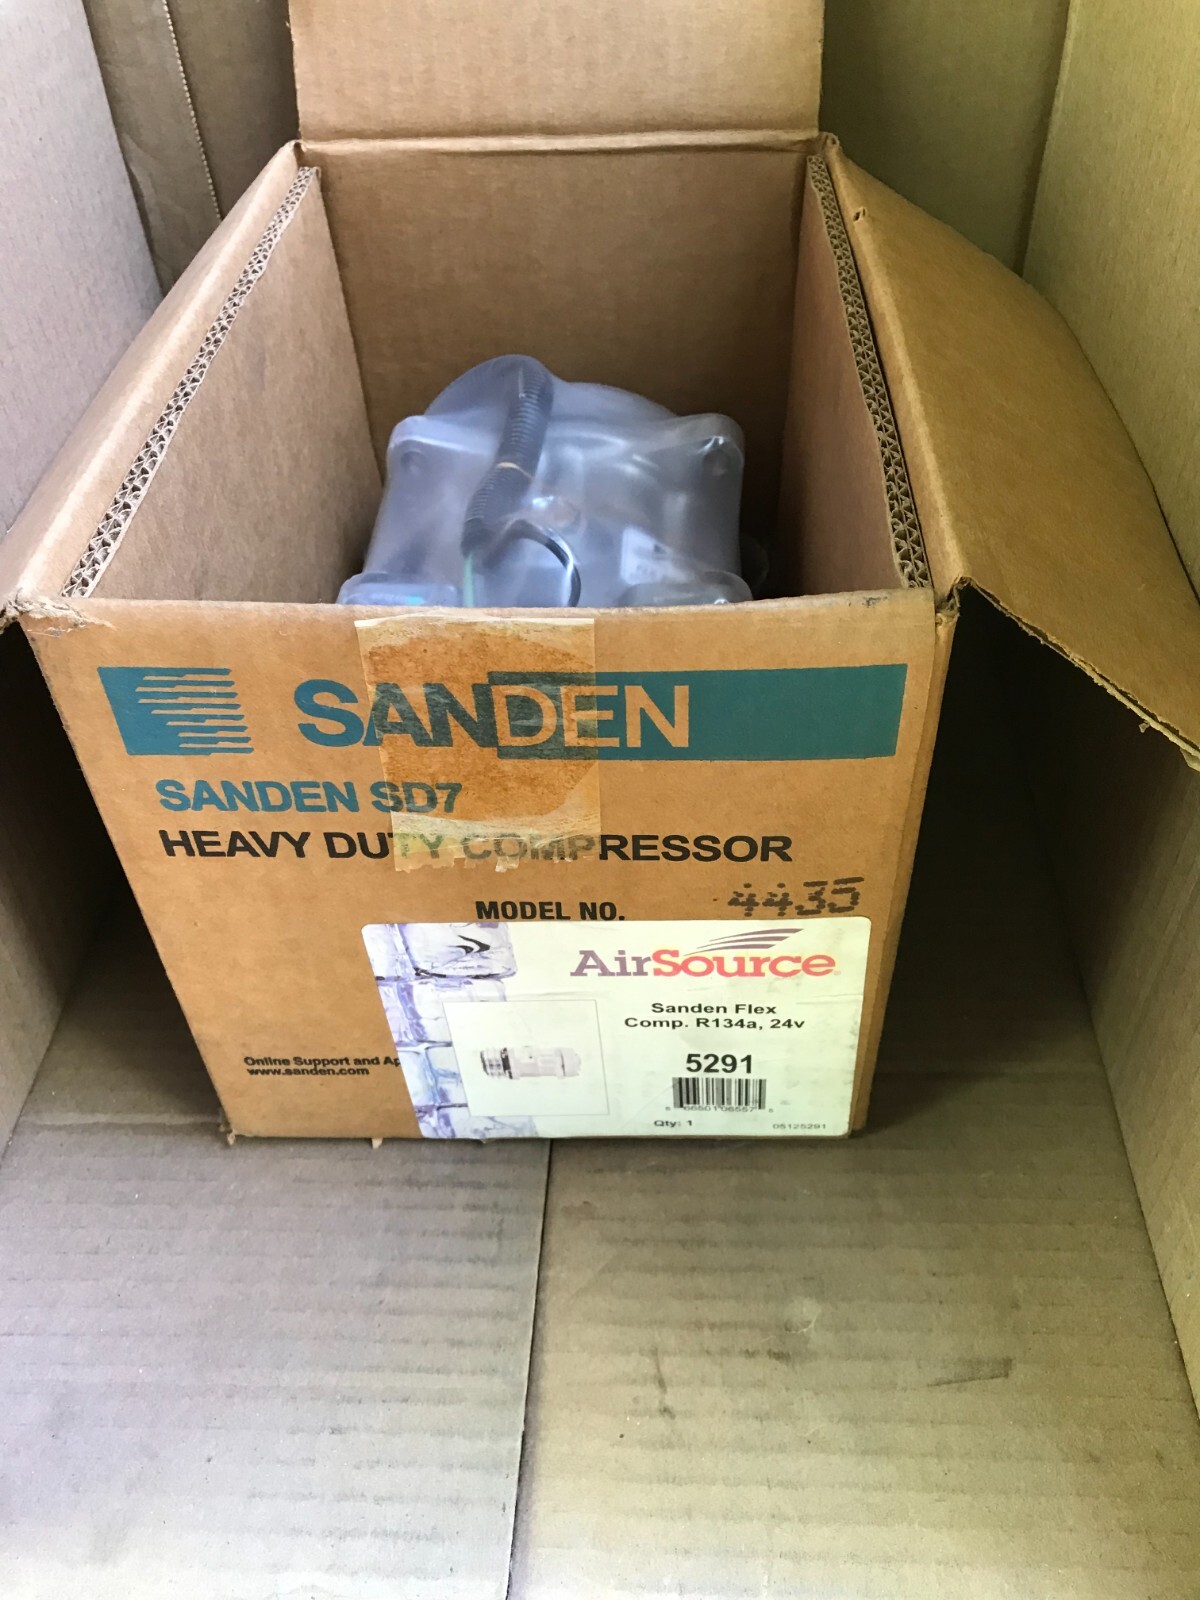 SANDEN
SANDEN SD7
HEAVY DUTY COMPRESSOR
MODEL NO. 4435
AirSource
Sanden Flex
Comp. R134a, 24v
5291
Online Support and Ap
www.sanden.com
Qty: 1
05125291